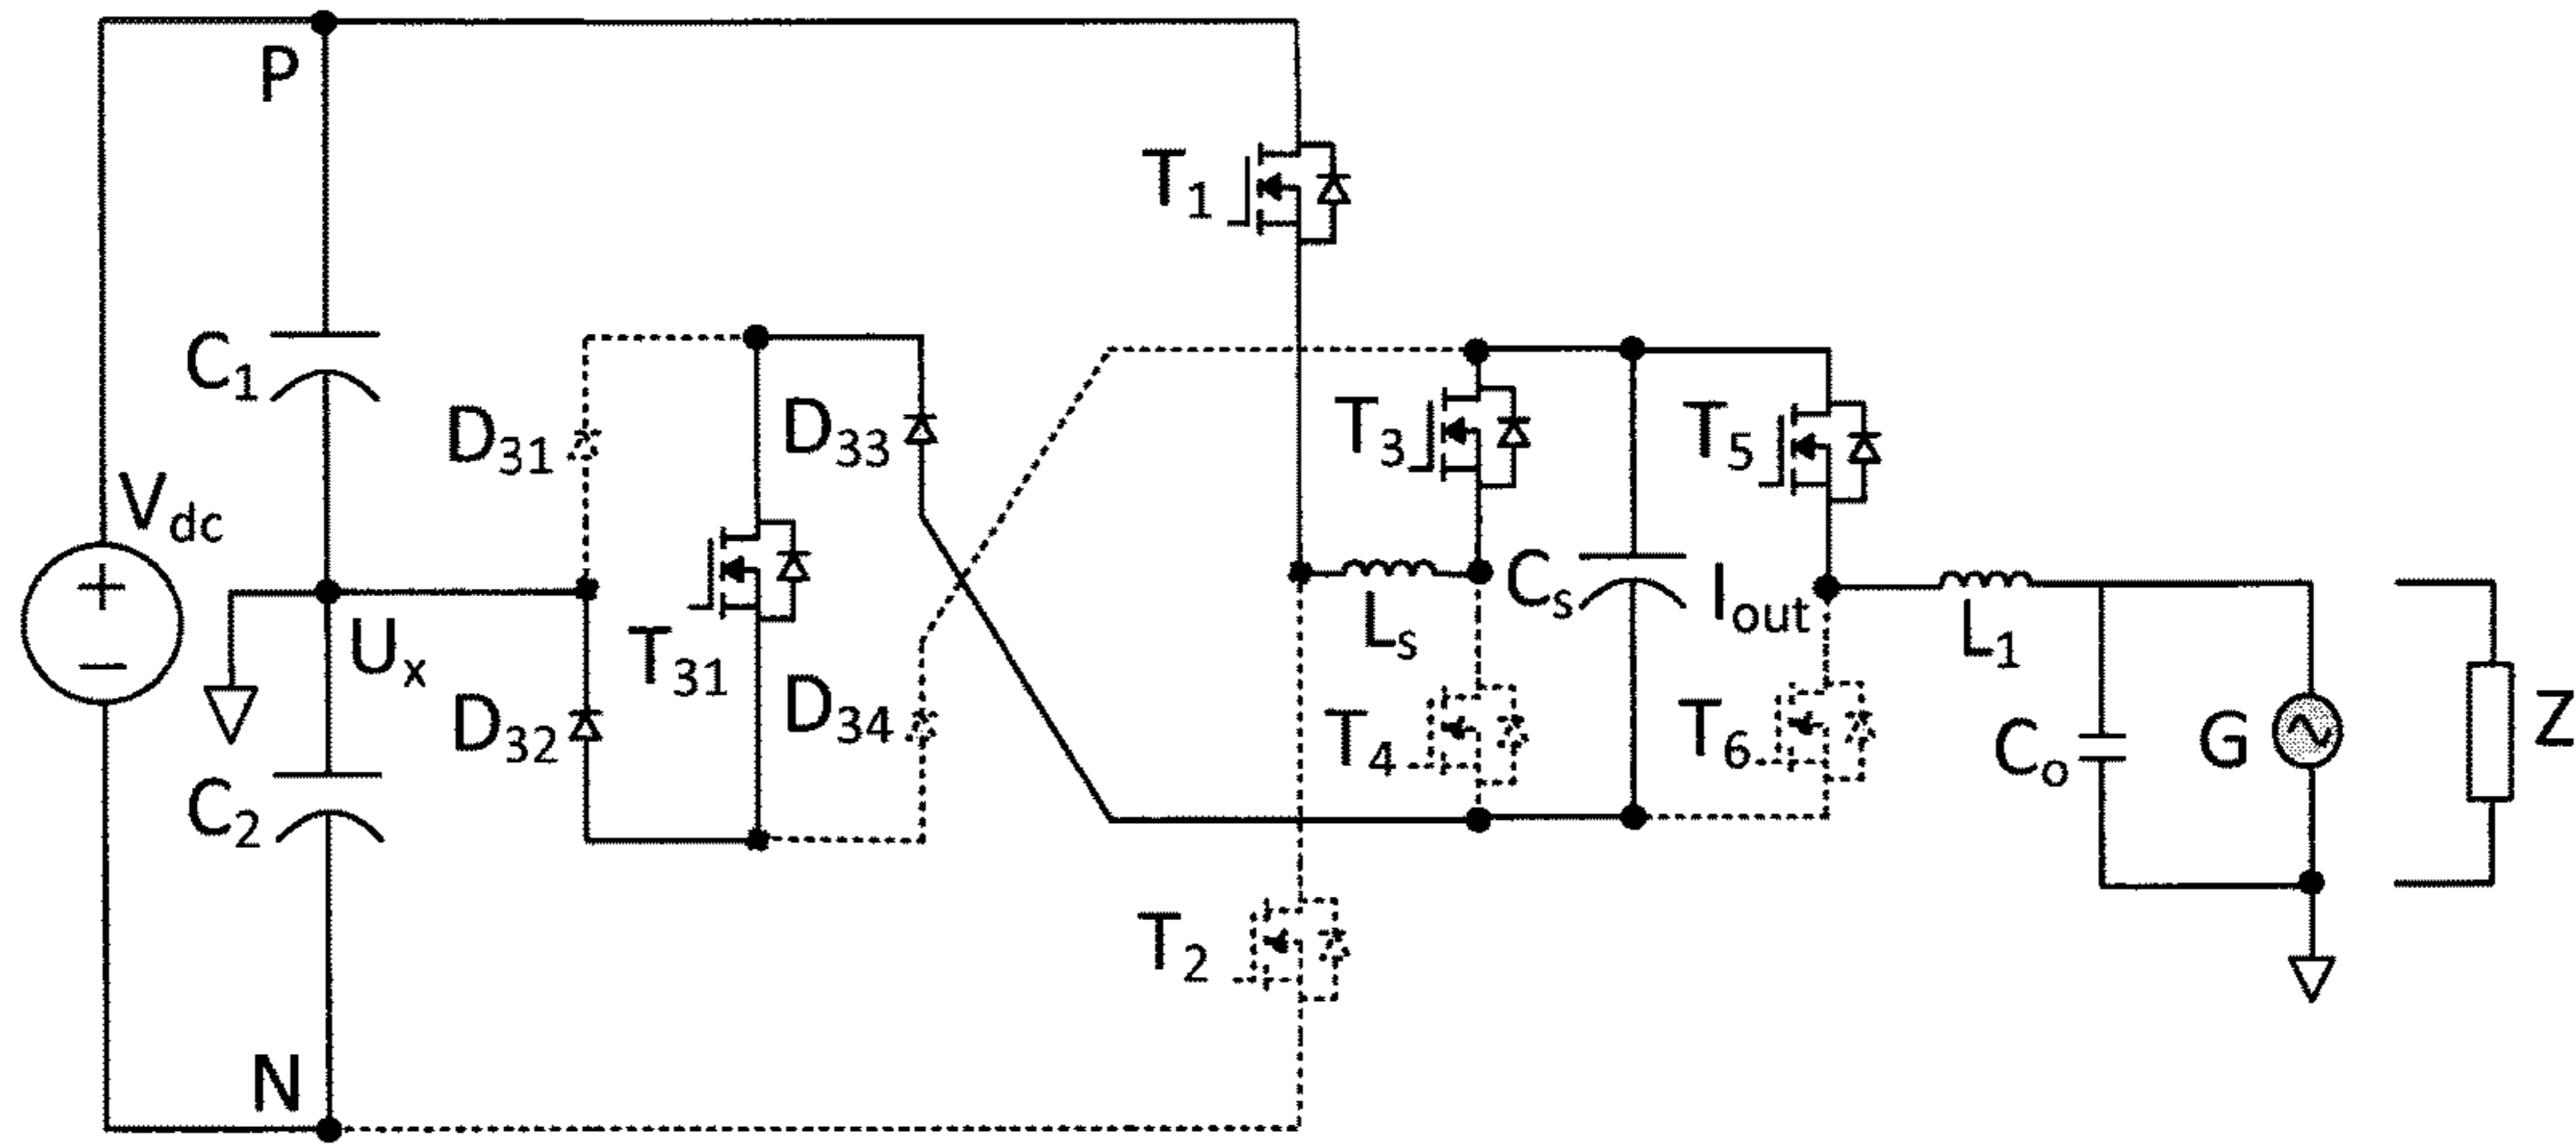 P
T1
C1
D31
D33
T3
T5
Vdc
+
−
Ux
T31
Ls
Cs
Iout
L1
D32
D34
T4
T6
Co
G
Z
C2
T2
N